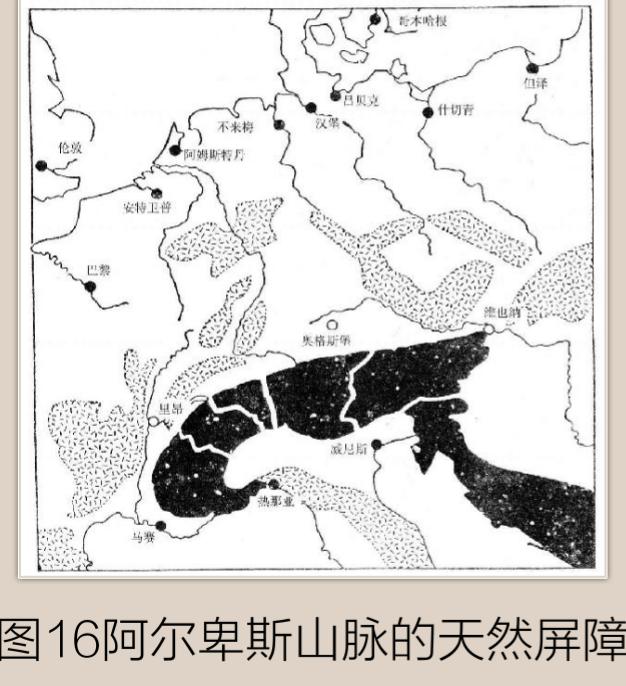 哥本哈根
但泽
吕贝克
汉堡
什切青
不来梅
伦敦
阿姆斯特丹
安特卫普
巴黎
维也纳
奥格斯堡
里昂
威尼斯
热那亚
马赛
图16阿尔卑斯山脉的天然屏障